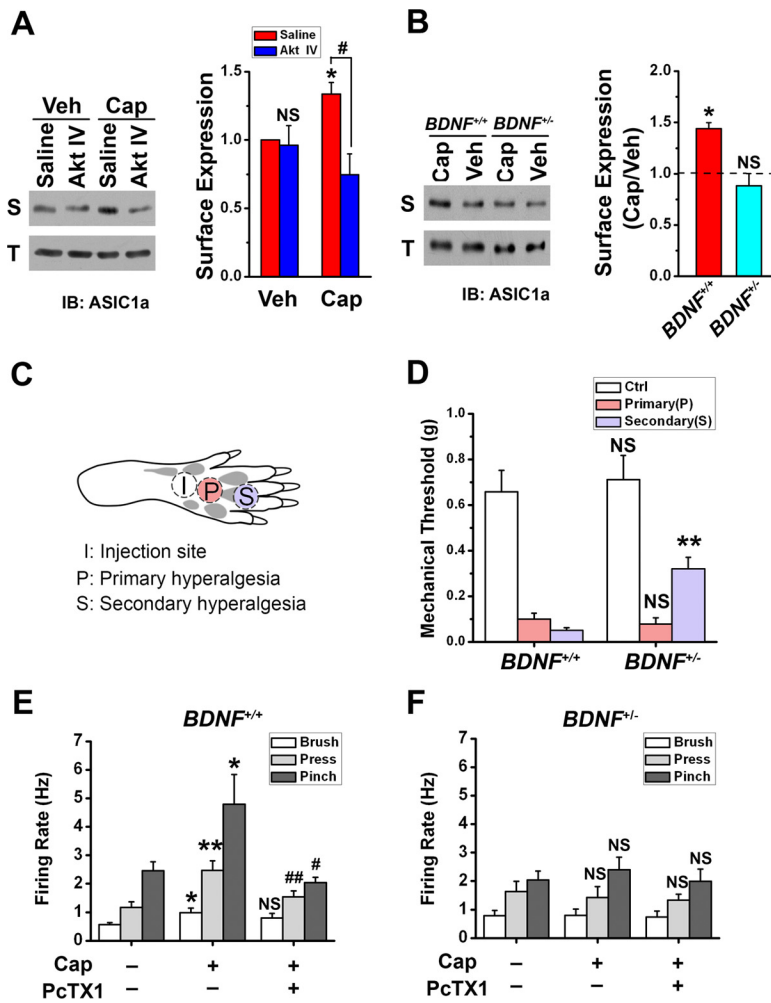 A
Saline
Akt IV
#
1.5
*
NS
1.0
0.5
0.0
Surface Expression
Veh Cap
Veh Cap
Saline
Akt IV
Saline
Akt IV
S
T
IB: ASIC1a
B
BDNF+/+ BDNF+/-
Cap
Veh
Cap
Veh
S
T
IB: ASIC1a
2.0
1.5
1.0
0.5
0.0
Surface Expression
(Cap/Veh)
*
NS
BDNF+/+
BDNF+/-
C
I P S
I: Injection site
P: Primary hyperalgesia
S: Secondary hyperalgesia
D
Ctrl
Primary(P)
Secondary(S)
1.0
0.8
0.6
0.4
0.2
0.0
Mechanical Threshold (g)
NS
NS
**
BDNF+/+ BDNF+/-
E
BDNF+/+
Brush
Press
Pinch
7
6
5
4
3
2
1
0
Firing Rate (Hz)
* ** *
NS ## #
Cap – + +
PcTX1 – – +
F
BDNF+/-
Brush
Press
Pinch
7
6
5
4
3
2
1
0
Firing Rate (Hz)
NS NS
NS NS
Cap – + +
PcTX1 – – +